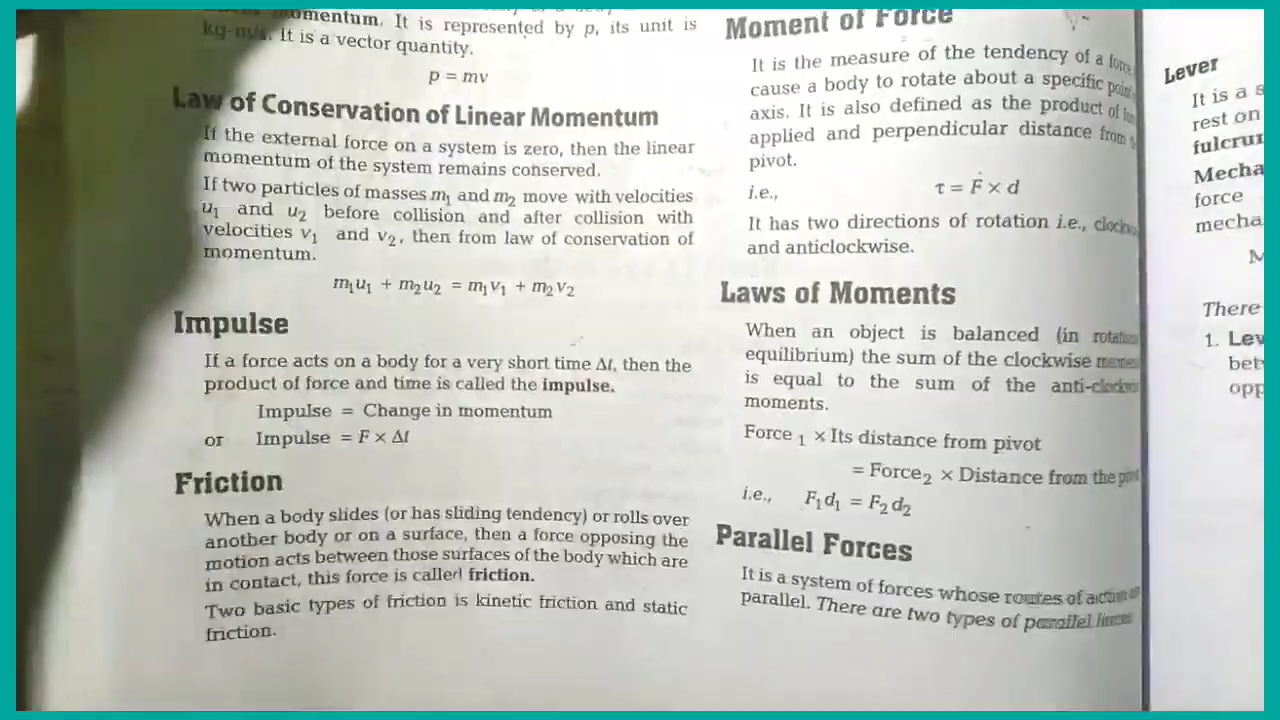 momentum. It is represented by p, its unit is
kg-m/s. It is a vector quantity.
p = mv
Law of Conservation of Linear Momentum
If the external force on a system is zero, then the linear
momentum of the system remains conserved.
If two particles of masses m₁ and m₂ move with velocities
u₁ and u₂ before collision and after collision with
velocities v₁ and v₂, then from law of conservation of
momentum.
m₁u₁ + m₂u₂ = m₁v₁ + m₂v₂
Impulse
If a force acts on a body for a very short time Δt, then the
product of force and time is called the impulse.
Impulse = Change in momentum
or Impulse = F × Δt
Friction
When a body slides (or has sliding tendency) or rolls over
another body or on a surface, then a force opposing the
motion acts between those surfaces of the body which are
in contact, this force is called friction.
Two basic types of friction is kinetic friction and static
friction.
Moment of Force
It is the measure of the tendency of a force
cause a body to rotate about a specific point
axis. It is also defined as the product of
applied and perpendicular distance from
pivot.
i.e., τ = F × d
It has two directions of rotation i.e.,
and anticlockwise.
Laws of Moments
When an object is balanced (in
equilibrium) the sum of the clockwise
is equal to the sum of the
moments.
Force ₁ × Its distance from pivot
= Force₂ × Distance from the
i.e., F₁d₁ = F₂d₂
Parallel Forces
It is a system of forces whose routes of action
parallel. There are two types of parallel
Lever
It is a
rest on
force
There
1.